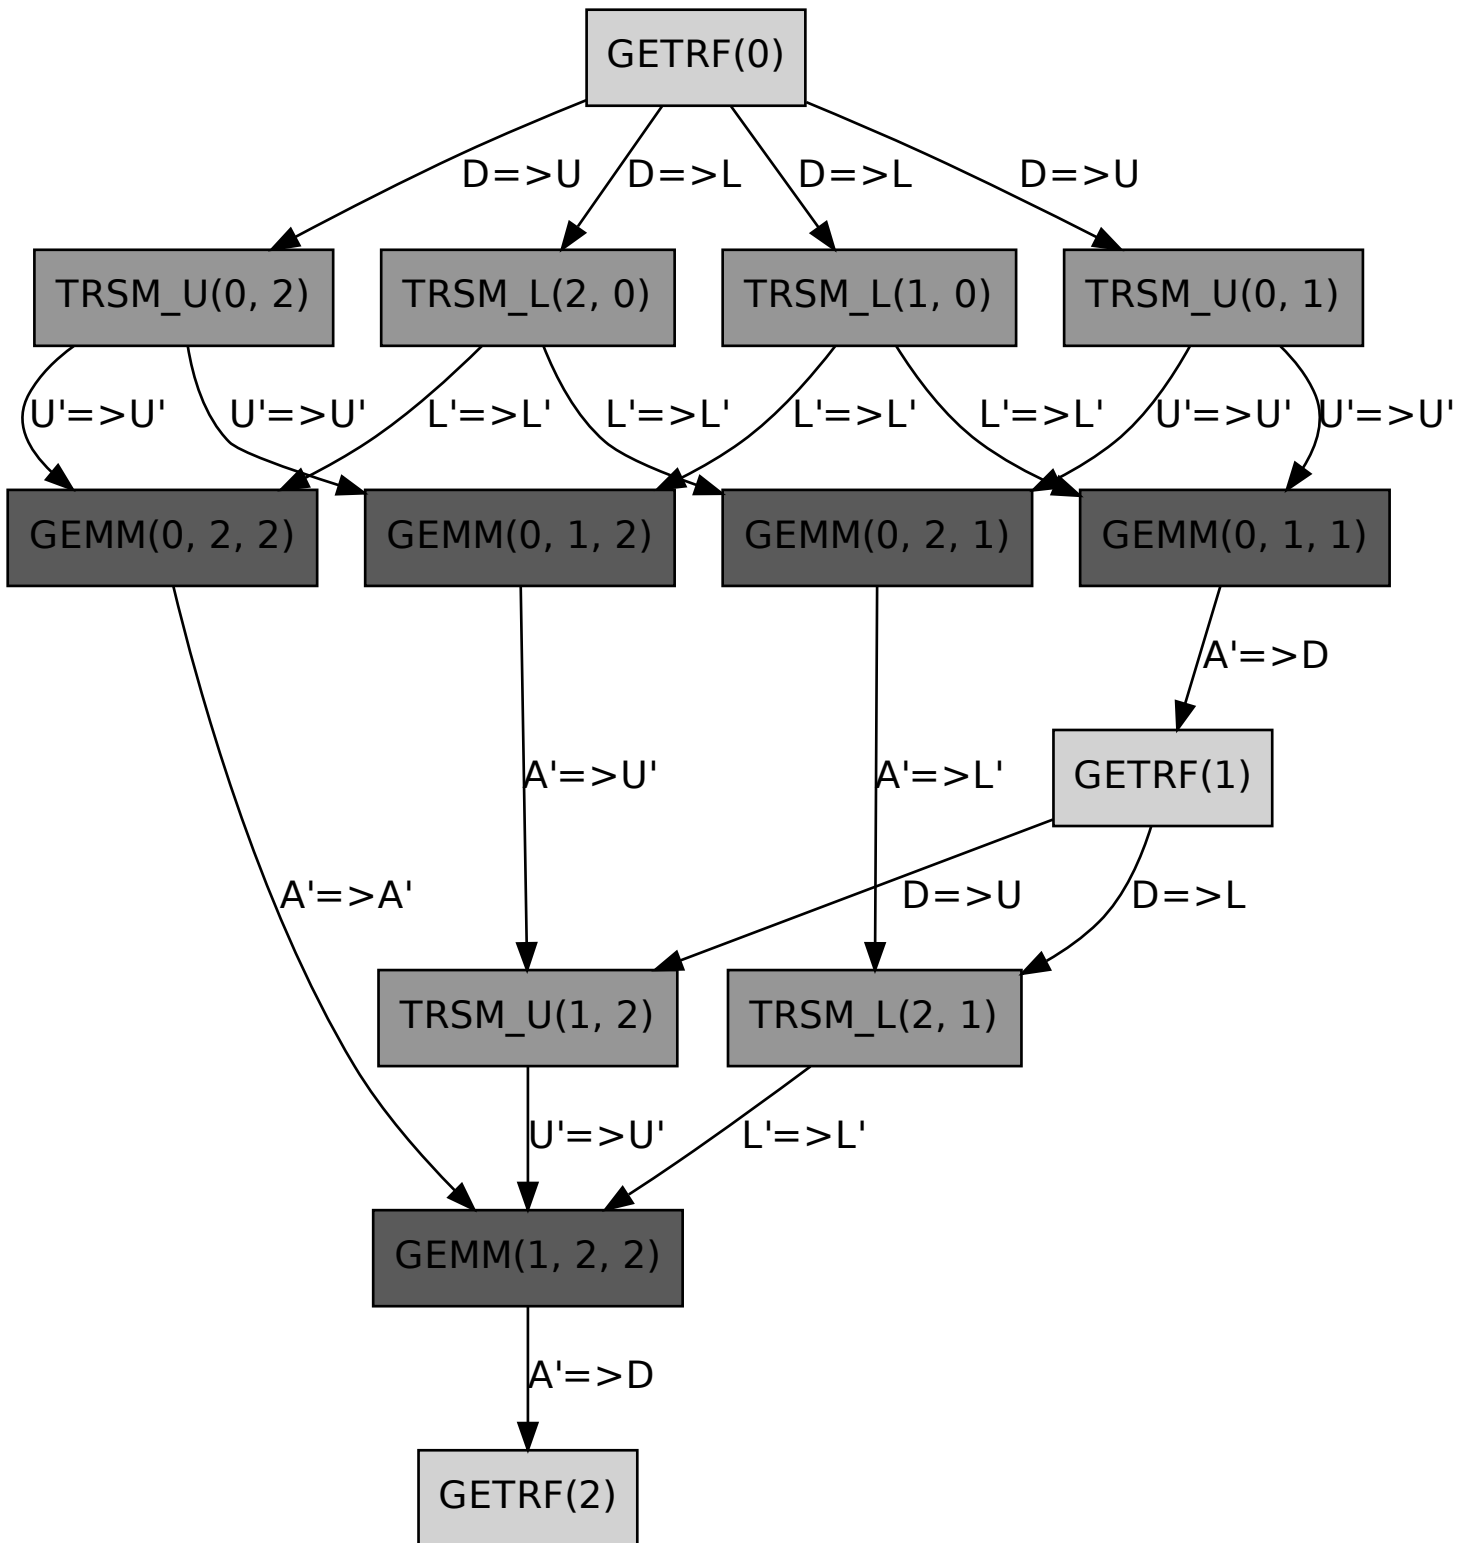 GETRF(0)
D=>U
D=>L
D=>L
D=>U
TRSM_U(0, 2)
TRSM_L(2, 0)
TRSM_L(1, 0)
TRSM_U(0, 1)
U'=>U'
U'=>U'
L'=>L'
L'=>L'
L'=>L'
L'=>L'
U'=>U'
U'=>U'
GEMM(0, 2, 2)
GEMM(0, 1, 2)
GEMM(0, 2, 1)
GEMM(0, 1, 1)
A'=>D
A'=>U'
A'=>L'
GETRF(1)
A'=>A'
D=>U
D=>L
TRSM_U(1, 2)
TRSM_L(2, 1)
U'=>U'
L'=>L'
GEMM(1, 2, 2)
A'=>D
GETRF(2)